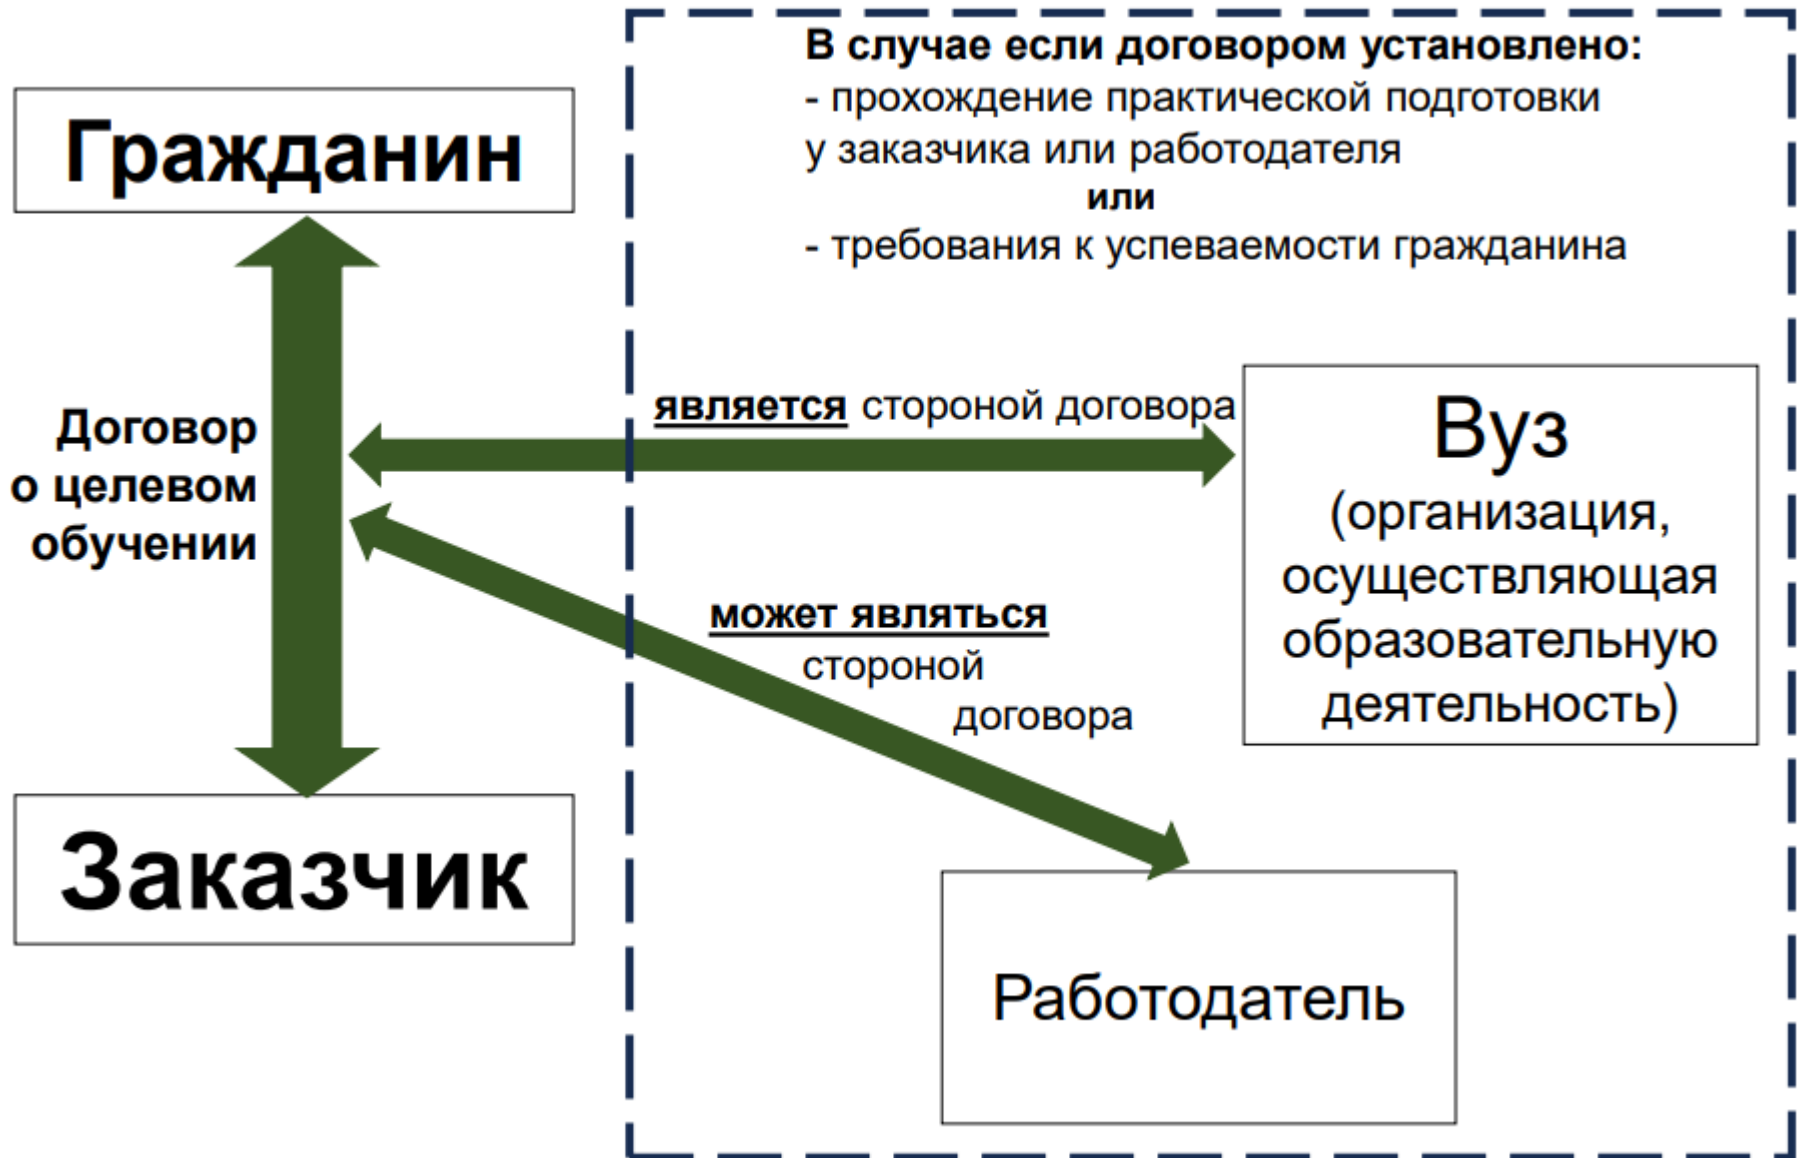 Гражданин
Договор
о целевом
обучении
Заказчик
В случае если договором установлено:
- прохождение практической подготовки
у заказчика или работодателя
или
- требования к успеваемости гражданина
является стороной договора
Вуз
(организация,
осуществляющая
образовательную
деятельность)
может являться
стороной
договора
Работодатель